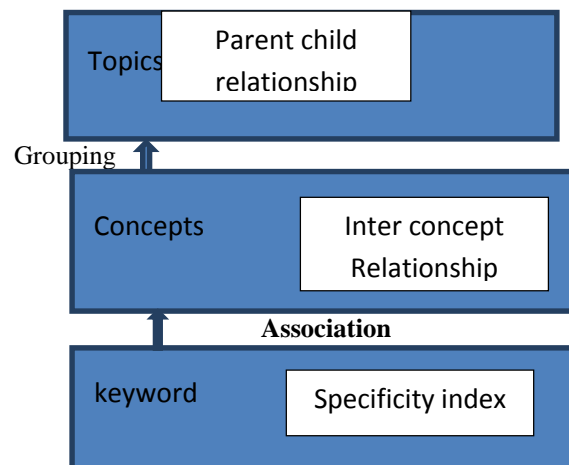 Topics
Parent child
relationship
Grouping
Concepts
Inter concept
Relationship
Association
keyword
Specificity index